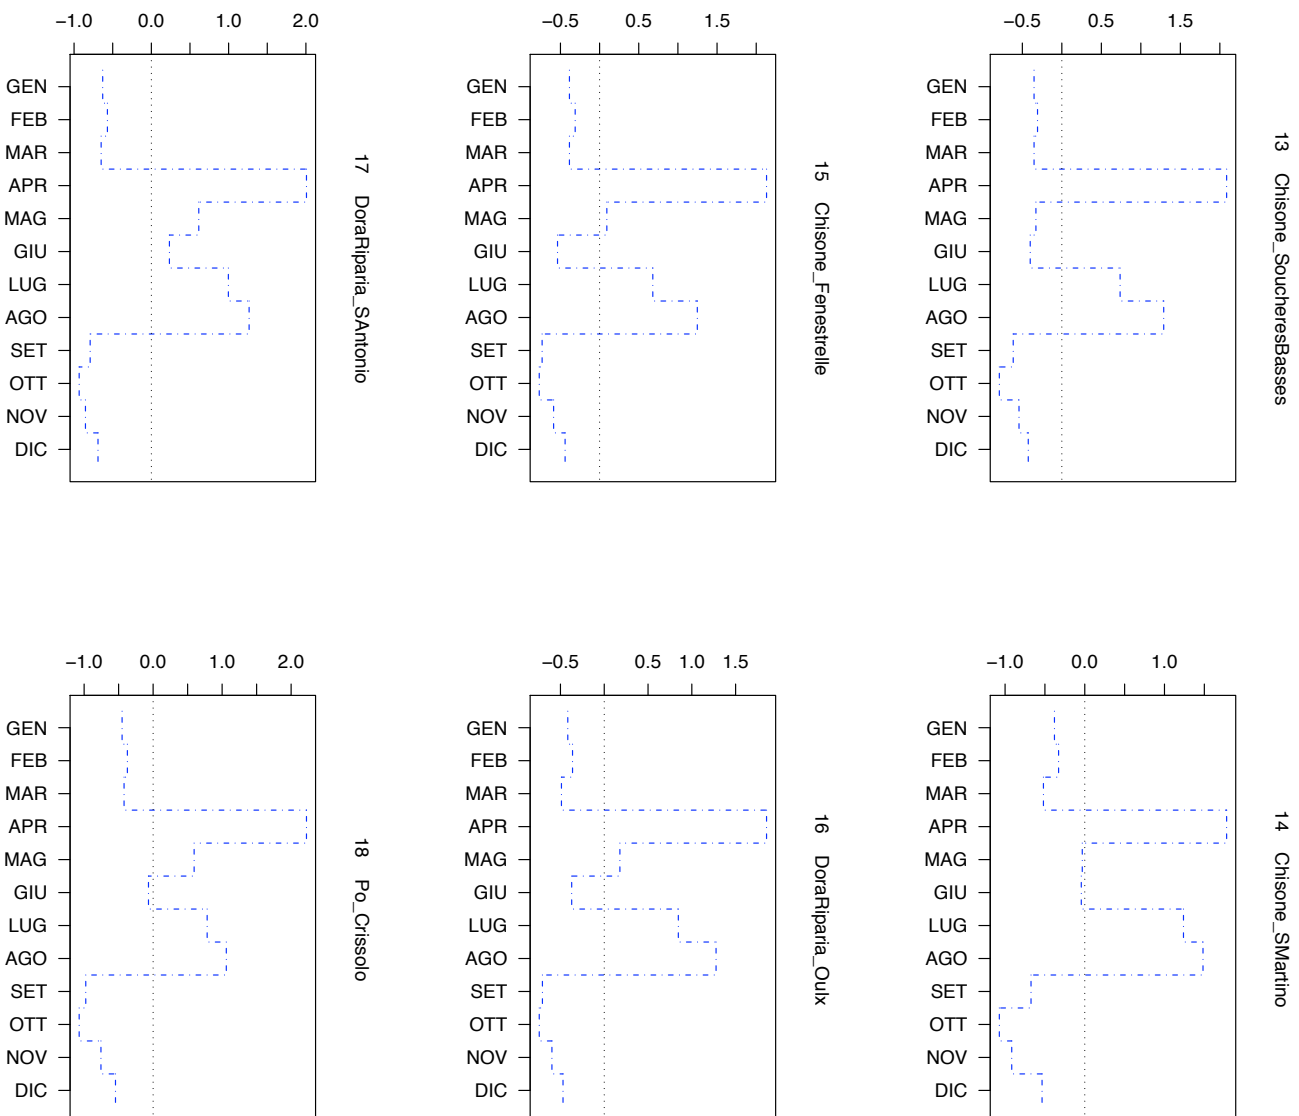 −1.0 0.0 1.0 2.0
GEN
FEB
MAR
APR
MAG
GIU
LUG
AGO
SET
OTT
NOV
DIC
17 DoraRiparia_SAntonio
−0.5 0.5 1.5
GEN
FEB
MAR
APR
MAG
GIU
LUG
AGO
SET
OTT
NOV
DIC
15 Chisone_Fenestrelle
−0.5 0.5 1.5
GEN
FEB
MAR
APR
MAG
GIU
LUG
AGO
SET
OTT
NOV
DIC
13 Chisone_SoucheresBasses
−1.0 0.0 1.0 2.0
GEN
FEB
MAR
APR
MAG
GIU
LUG
AGO
SET
OTT
NOV
DIC
18 Po_Crissolo
−0.5 0.5 1.0 1.5
GEN
FEB
MAR
APR
MAG
GIU
LUG
AGO
SET
OTT
NOV
DIC
16 DoraRiparia_Oulx
−1.0 0.0 1.0
GEN
FEB
MAR
APR
MAG
GIU
LUG
AGO
SET
OTT
NOV
DIC
14 Chisone_SMartino